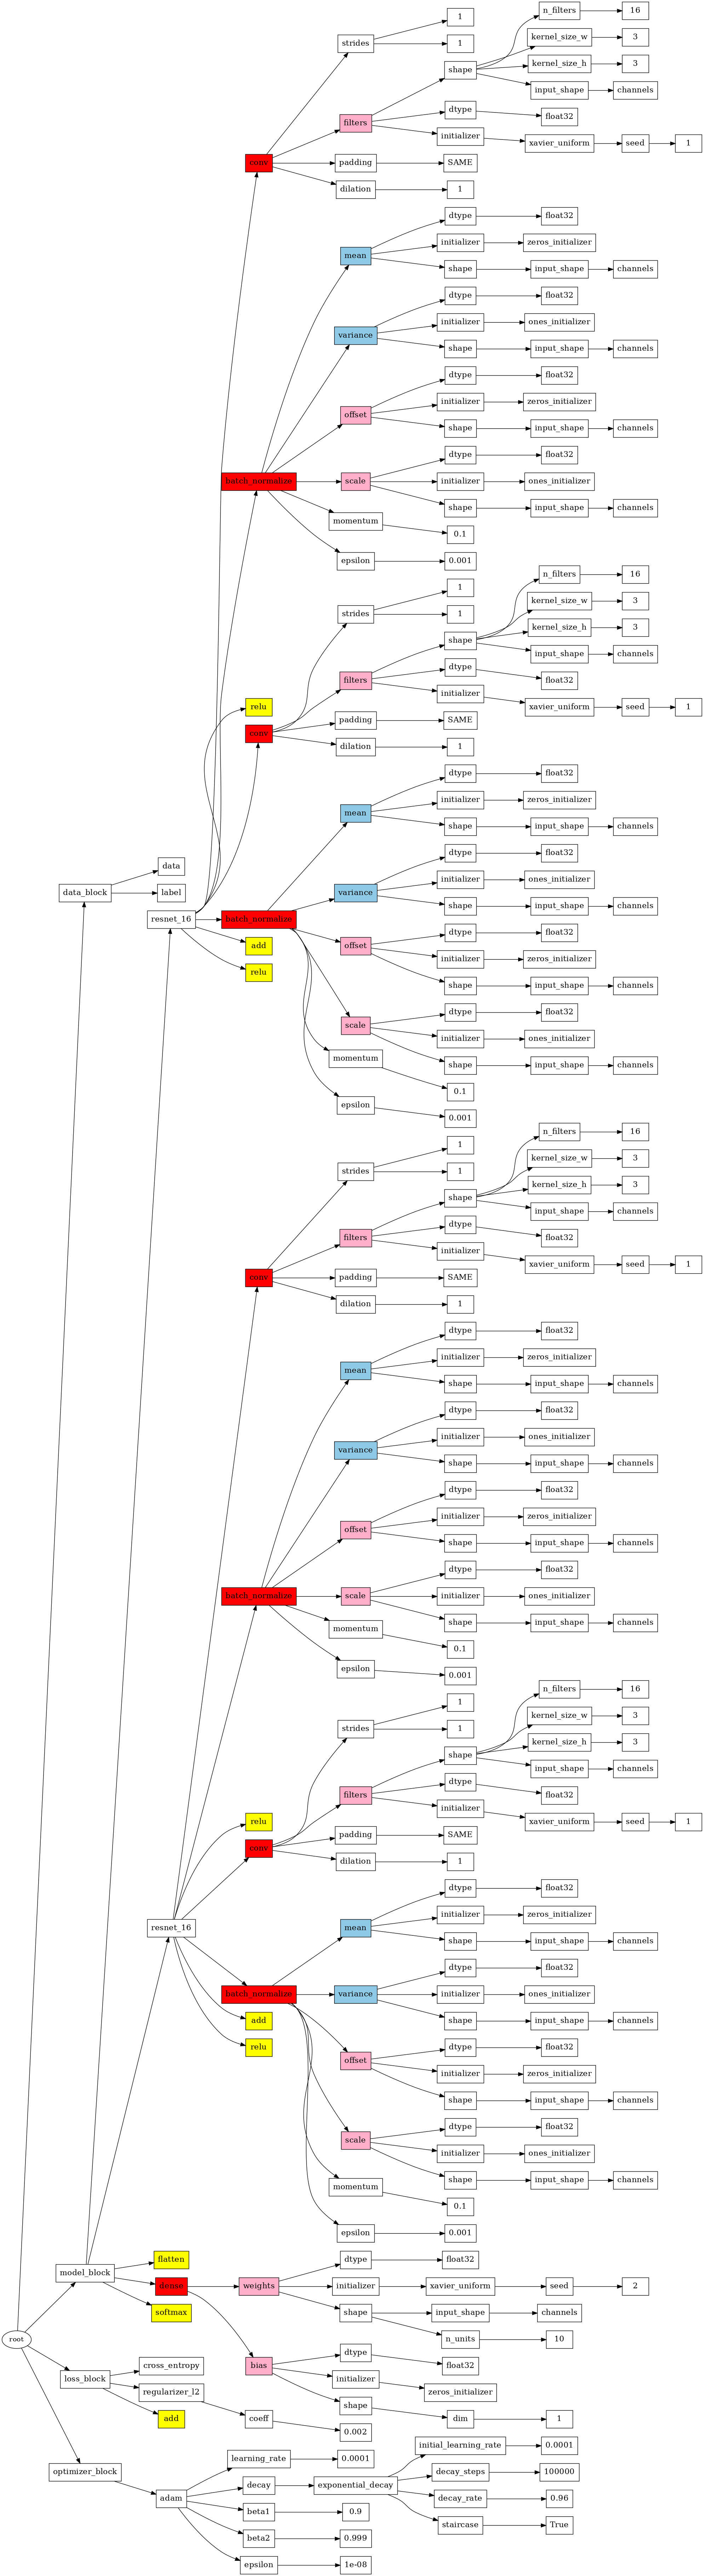 n_filters 16
1
strides 1 kernel_size_w 3
shape kernel_size_h 3
input_shape channels
dtype float32
filters
initializer xavier_uniform seed 1
conv padding SAME
dilation 1
dtype float32
initializer zeros_initializer
mean
shape input_shape channels
dtype float32
initializer ones_initializer
variance
shape input_shape channels
dtype float32
initializer zeros_initializer
offset
shape input_shape channels
dtype float32
batch_normalize scale initializer ones_initializer
shape input_shape channels
momentum
0.1
epsilon 0.001
n_filters 16
1
kernel_size_w 3
strides 1
kernel_size_h 3
shape
input_shape channels
dtype float32
filters
initializer xavier_uniform seed 1
relu
padding SAME
conv
dilation 1
dtype float32
initializer zeros_initializer
mean
shape input_shape channels
dtype float32
data
initializer ones_initializer
data_block label variance
shape input_shape channels
resnet_16 batch_normalize
dtype float32
add offset
initializer zeros_initializer
relu
shape input_shape channels
dtype float32
scale
initializer ones_initializer
momentum
shape input_shape channels
0.1
epsilon
0.001
n_filters 16
1
kernel_size_w 3
strides 1
kernel_size_h 3
shape
input_shape channels
dtype float32
filters
initializer xavier_uniform seed 1
conv padding SAME
dilation 1
dtype float32
initializer zeros_initializer
mean
shape input_shape channels
dtype float32
initializer ones_initializer
variance
shape input_shape channels
dtype float32
initializer zeros_initializer
offset
shape input_shape channels
dtype float32
batch_normalize scale initializer ones_initializer
shape input_shape channels
momentum
0.1
epsilon
0.001
n_filters 16
1
kernel_size_w 3
strides 1
kernel_size_h 3
shape
input_shape channels
dtype float32
filters
initializer xavier_uniform seed 1
relu
padding SAME
conv
dilation 1
dtype float32
initializer zeros_initializer
resnet_16 mean
shape input_shape channels
dtype float32
batch_normalize variance initializer ones_initializer
add shape input_shape channels
relu dtype float32
offset
initializer zeros_initializer
shape input_shape channels
dtype float32
scale
initializer ones_initializer
shape input_shape channels
momentum
0.1
epsilon 0.001
flatten dtype float32
model_block
dense weights initializer xavier_uniform seed 2
softmax shape input_shape channels
root n_units 10
dtype
cross_entropy bias float32
loss_block initializer
regularizer_l2 zeros_initializer
shape
add coeff dim 1
0.002
initial_learning_rate 0.0001
learning_rate 0.0001
optimizer_block decay_steps 100000
decay exponential_decay
adam decay_rate 0.96
beta1 0.9
staircase True
beta2 0.999
epsilon 1e-08